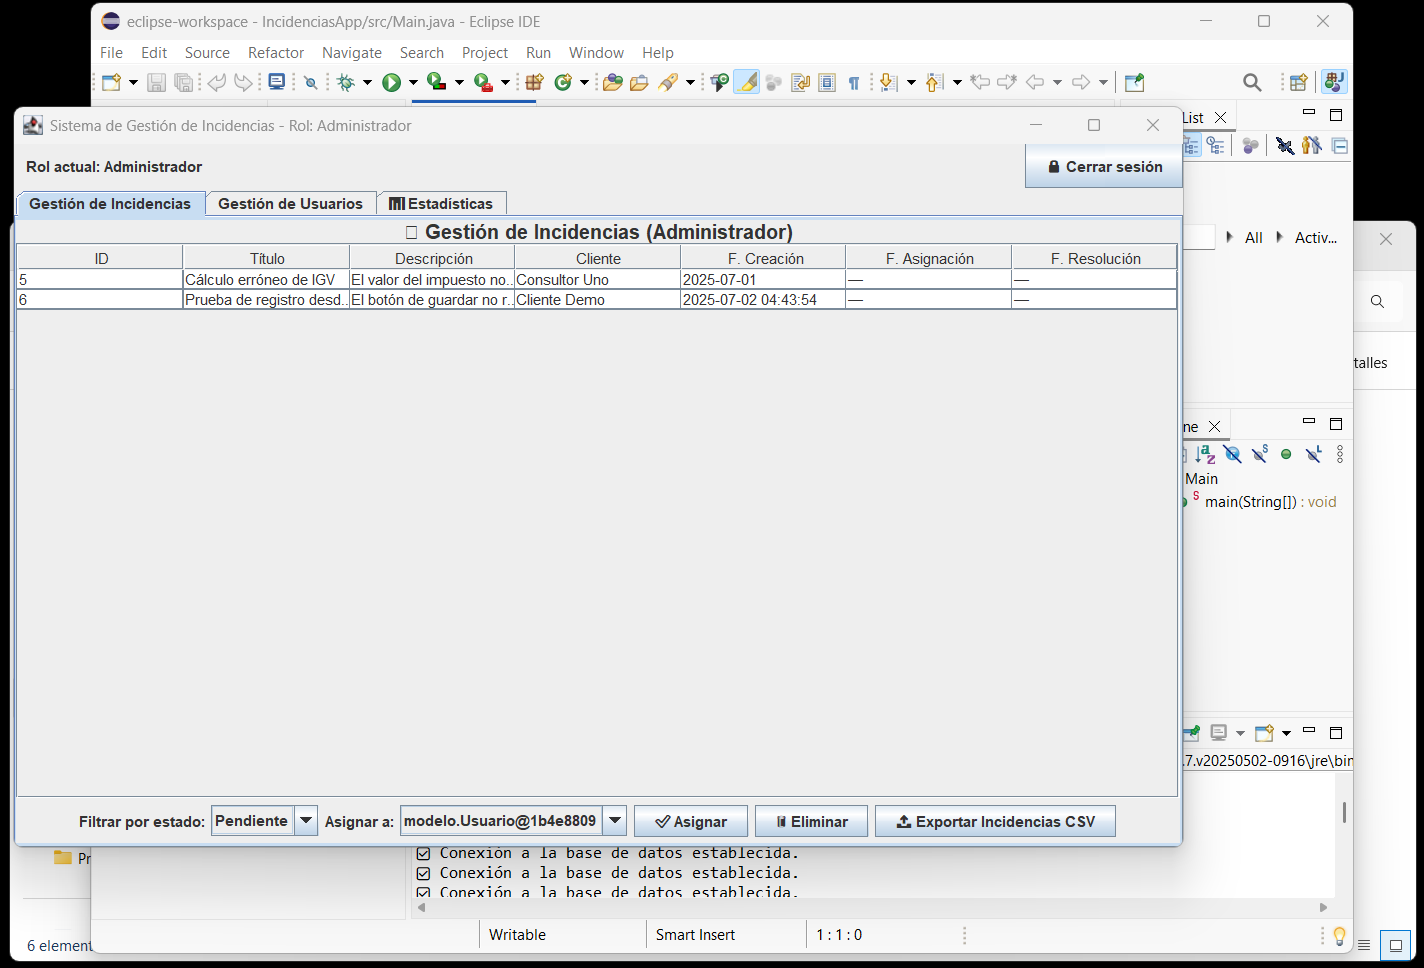 eclipse-workspace - IncidenciasApp/src/Main.java - Eclipse IDE
File Edit Source Refactor Navigate Search Project Run Window Help
List
Sistema de Gestión de Incidencias - Rol: Administrador
Rol actual: Administrador
Cerrar sesión
Gestión de Incidencias Gestión de Usuarios Estadísticas
Gestión de Incidencias (Administrador)
ID Título Descripción Cliente F. Creación F. Asignación F. Resolución
5 Cálculo erróneo de IGV El valor del impuesto no... Consultor Uno 2025-07-01 — —
6 Prueba de registro desd... El botón de guardar no r... Cliente Demo 2025-07-02 04:43:54 — —
Filtrar por estado: Pendiente Asignar a: modelo.Usuario@1b4e8809 Asignar Eliminar Exportar Incidencias CSV
All Activ...
talles
ne
Main
main(String[]) : void
.7.v20250502-0916\jre\bin
Pr
Conexión a la base de datos establecida.
Conexión a la base de datos establecida.
Conexión a la base de datos establecida.
Writable Smart Insert 1 : 1 : 0
6 element